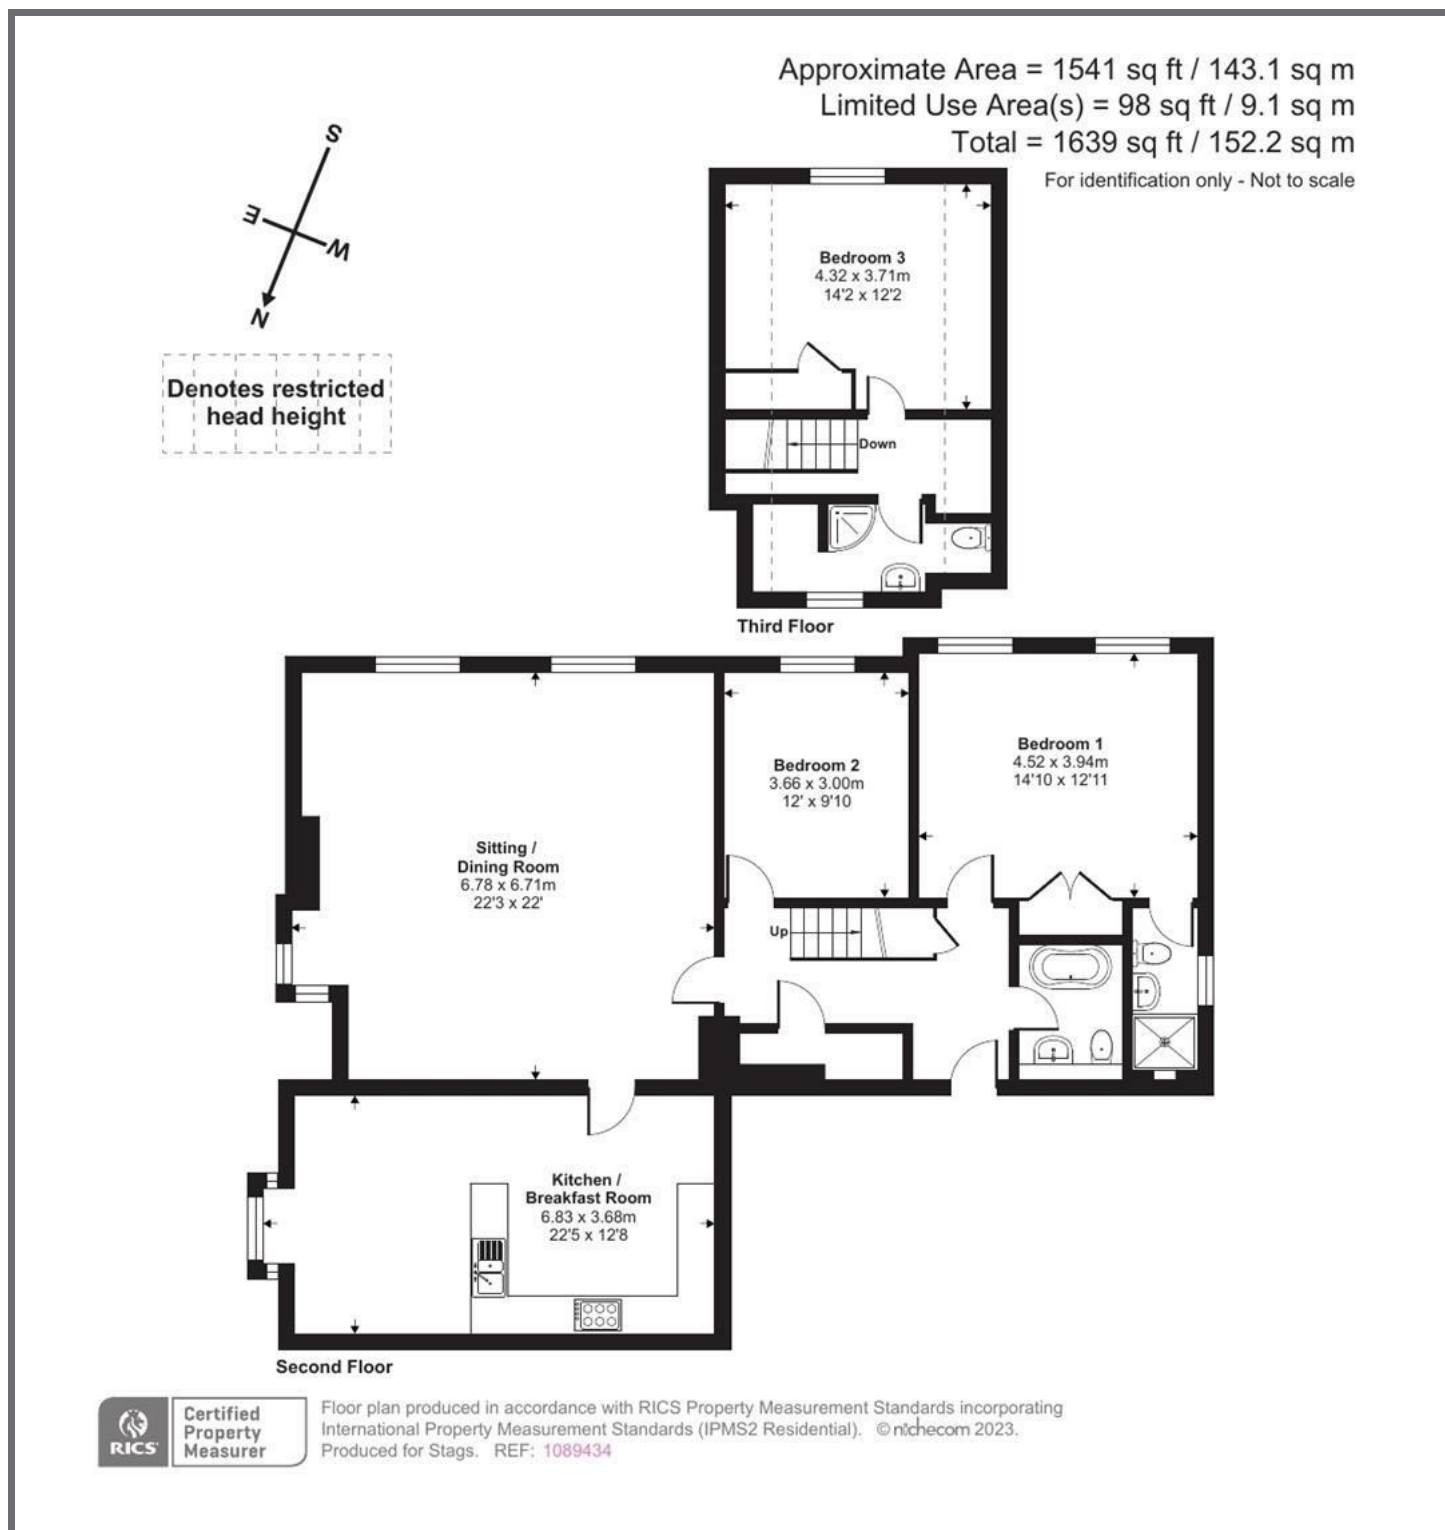 Approximate Area = 1541 sq ft / 143.1 sq m
Limited Use Area(s) = 98 sq ft / 9.1 sq m
Total = 1639 sq ft / 152.2 sq m
For identification only - Not to scale
S
E
W
N
Denotes restricted
head height
Bedroom 3
4.32 x 3.71m
14'2 x 12'2
Down
Third Floor
Sitting /
Dining Room
6.78 x 6.71m
22'3 x 22'
Bedroom 2
3.66 x 3.00m
12' x 9'10
Bedroom 1
4.52 x 3.94m
14'10 x 12'11
Up
Kitchen /
Breakfast Room
6.83 x 3.68m
22'5 x 12'8
Second Floor
RICS
Certified
Property
Measurer
Floor plan produced in accordance with RICS Property Measurement Standards incorporating
International Property Measurement Standards (IPMS2 Residential). © nichecom 2023.
Produced for Stags. REF: 1089434